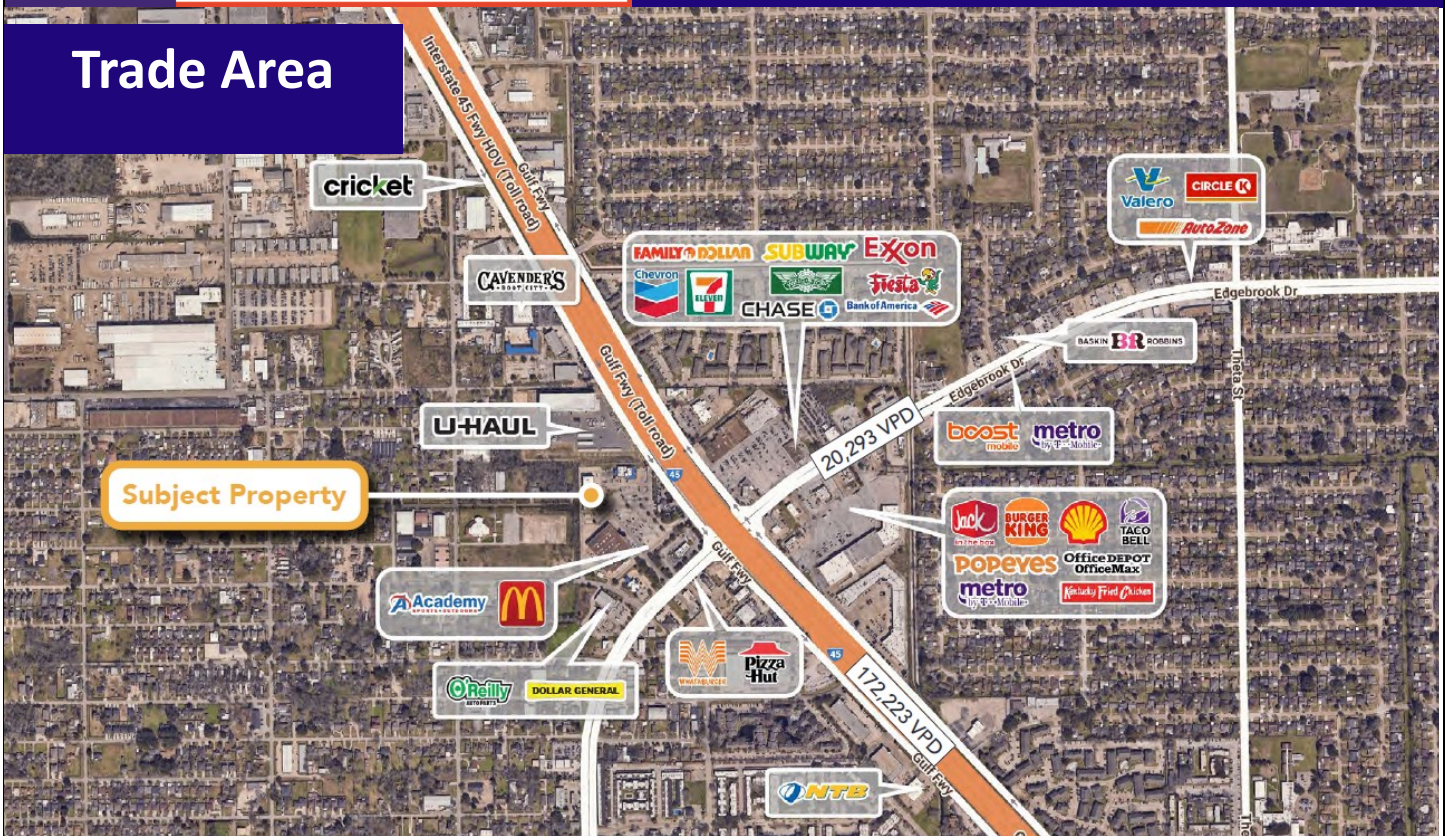 Trade Area
Interstate 45 Fwy HOV (Toll road)
Gulf Fwy
cricket
Valero
CIRCLE K
AutoZone
FAMILY DOLLAR
SUBWAY
Exxon
Chevron
7 ELEVEN
Fiesta
CHASE
Bank of America
CAVENDER'S
BOOT CITY
Edgebrook Dr
BASKIN BR ROBBINS
Theta St
Gulf Fwy (Toll road)
Edgebrook Dr
U-HAUL
20,293 VPD
boost
mobile
metro
by T-Mobile
45
Subject Property
Jack
in the box
BURGER
KING
TACO
BELL
POPEYES
Office DEPOT
OfficeMax
metro
by T-Mobile
Kentucky Fried Chicken
Gulf Fwy
Academy
SPORTS+OUTDOORS
M
W
WHATABURGER
Pizza
Hut
45
O'Reilly
AUTO PARTS
DOLLAR GENERAL
172,223 VPD
Gulf Fwy
NTB